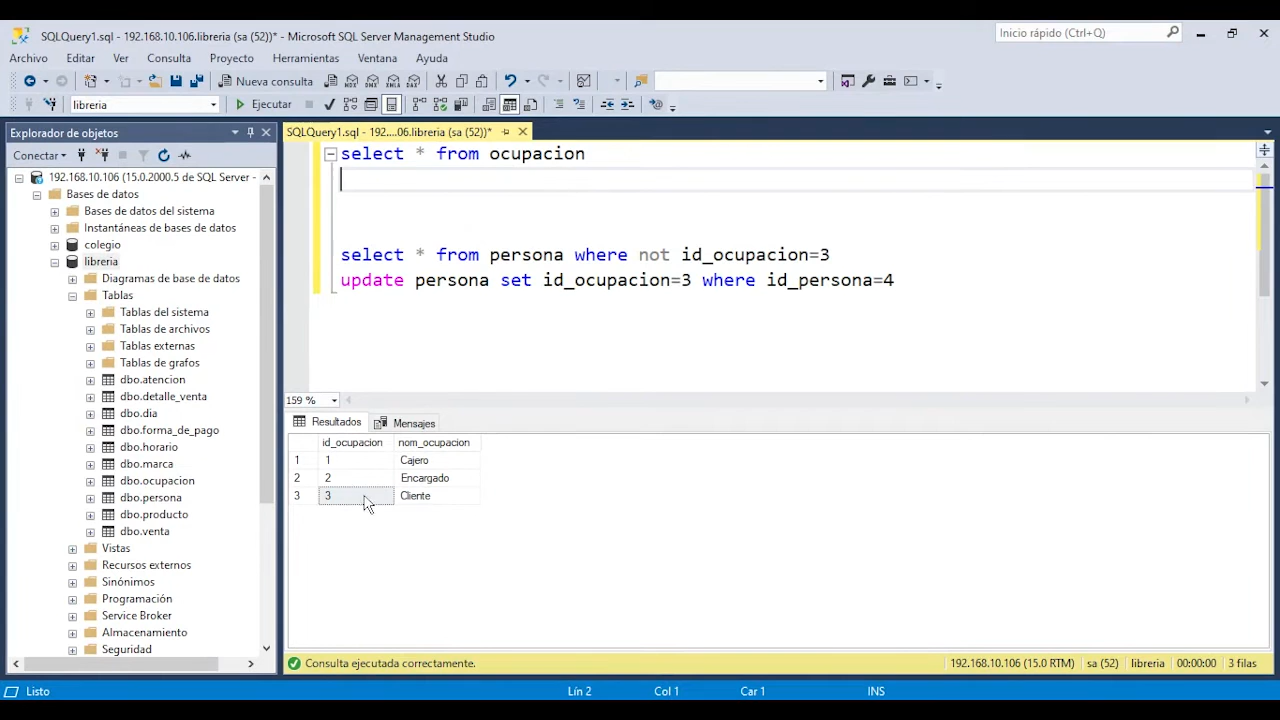 SQLQuery1.sql - 192.168.10.106.libreria (sa (52))* - Microsoft SQL Server Management Studio
Inicio rápido (Ctrl+Q)
Archivo Editar Ver Consulta Proyecto Herramientas Ventana Ayuda
Nueva consulta
libreria Ejecutar
Explorador de objetos
SQLQuery1.sql - 192....06.libreria (sa (52))*
Conectar
192.168.10.106 (15.0.2000.5 de SQL Server -
Bases de datos
Bases de datos del sistema
Instantáneas de bases de datos
colegio
libreria
Diagramas de base de datos
Tablas
Tablas del sistema
Tablas de archivos
Tablas externas
Tablas de grafos
dbo.atencion
dbo.detalle_venta
dbo.dia
dbo.forma_de_pago
dbo.horario
dbo.marca
dbo.ocupacion
dbo.persona
dbo.producto
dbo.venta
Vistas
Recursos externos
Sinónimos
Programación
Service Broker
Almacenamiento
Seguridad
select * from ocupacion
select * from persona where not id_ocupacion=3
update persona set id_ocupacion=3 where id_persona=4
159 %
Resultados Mensajes
id_ocupacion nom_ocupacion
1 1 Cajero
2 2 Encargado
3 3 Cliente
Consulta ejecutada correctamente. 192.168.10.106 (15.0 RTM) sa (52) libreria 00:00:00 3 filas
Listo Lín 2 Col 1 Car 1 INS